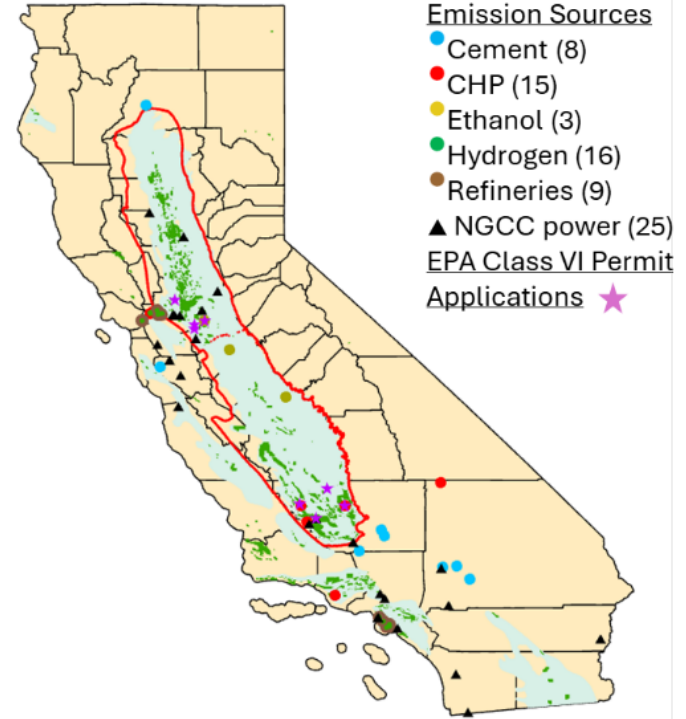 Emission Sources
Cement (8)
CHP (15)
Ethanol (3)
Hydrogen (16)
Refineries (9)
NGCC power (25)
EPA Class VI Permit
Applications